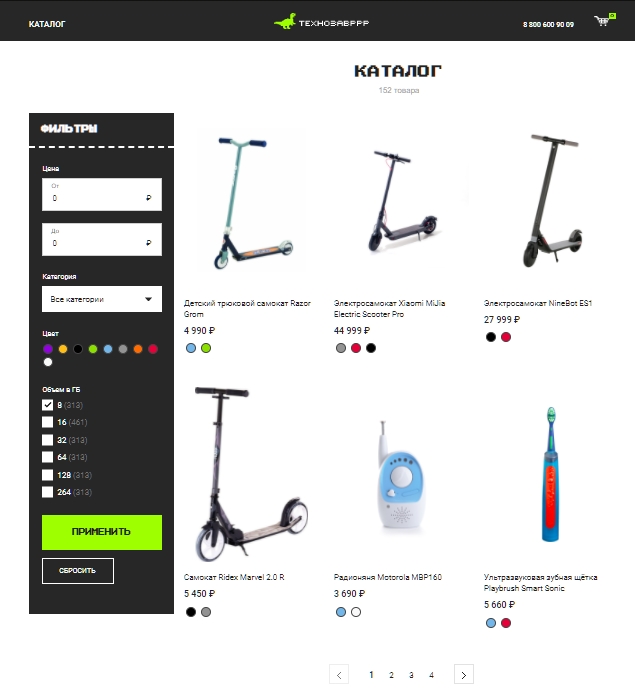 КАТАЛОГ
ТЕХНОЗАВРРР
8 800 600 90 09
КАТАЛОГ
152 товара
ФИЛЬТРЫ
Цена
От
0 ₽
До
0 ₽
Категория
Все категории
Цвет
Объем в ГБ
8 (313)
16 (461)
32 (313)
64 (313)
128 (313)
264 (313)
ПРИМЕНИТЬ
СБРОСИТЬ
Детский трюковой самокат Razor
Grom
4 990 ₽
Электросамокат Xiaomi MiJia
Electric Scooter Pro
44 999 ₽
Электросамокат NineBot ES1
27 999 ₽
Самокат Ridex Marvel 2.0 R
5 450 ₽
Радионяня Motorola MBP160
3 690 ₽
Ультразвуковая зубная щётка
Playbrush Smart Sonic
5 660 ₽
1 2 3 4